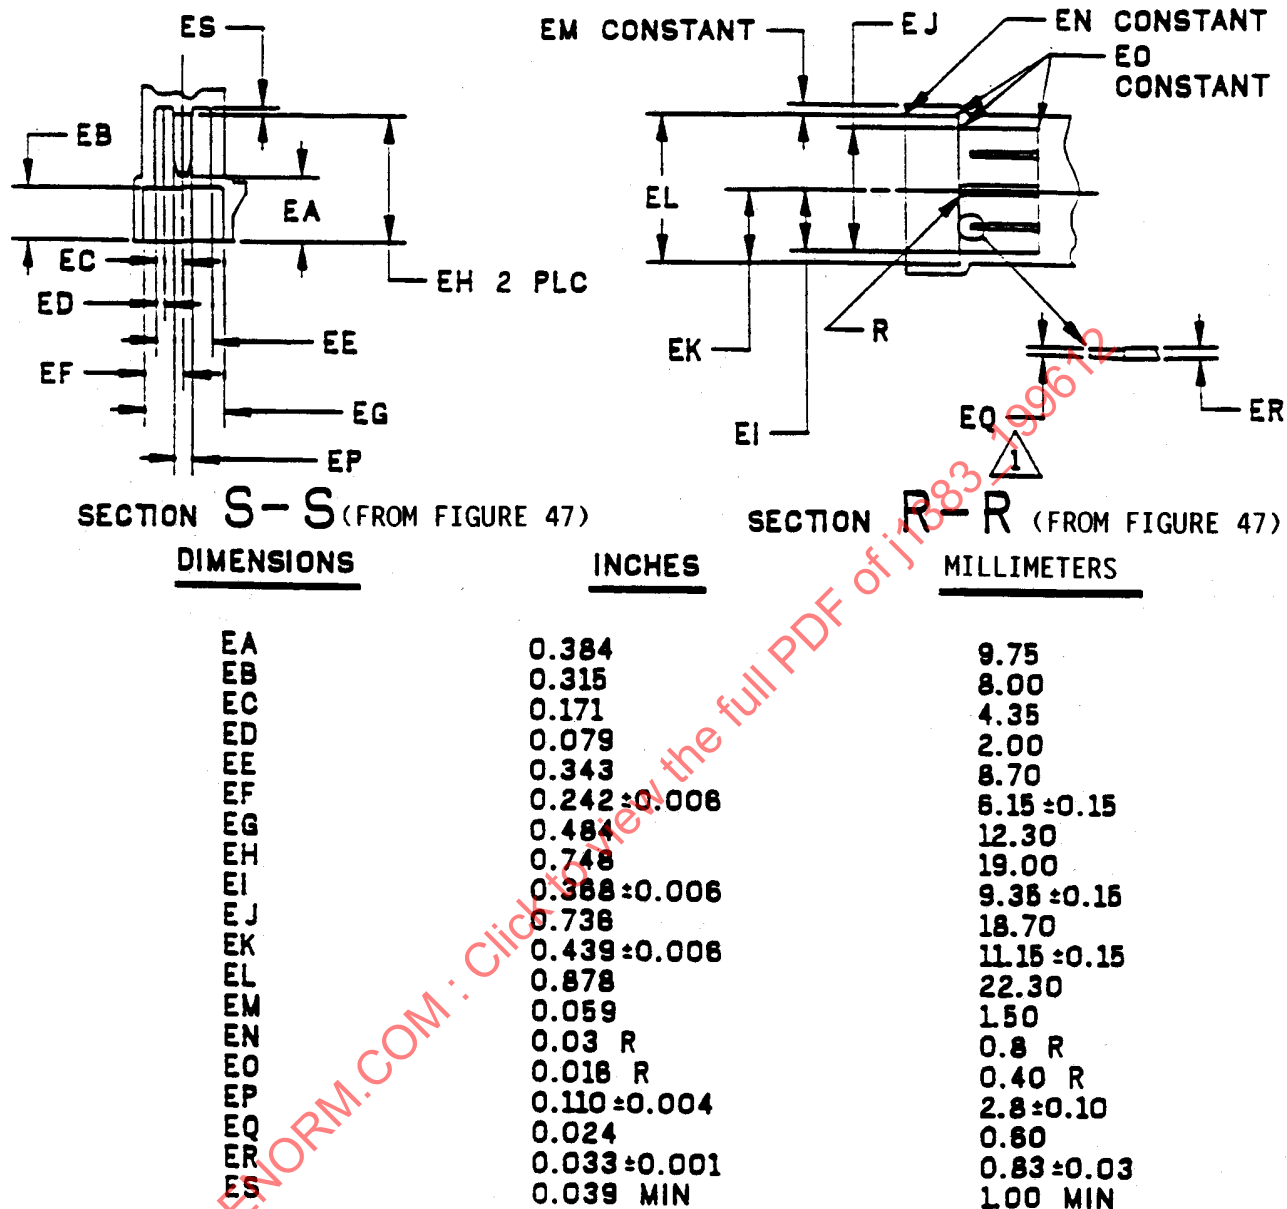 ES
EM CONSTANT
EJ
EN CONSTANT
EO
CONSTANT
EB
EA
EL
EC
EH 2 PLC
ED
EE
EK
R
EF
EG
EI
EQ
ER
1
EP
SECTION S-S (FROM FIGURE 47)
SECTION R-R (FROM FIGURE 47)
DIMENSIONS INCHES MILLIMETERS
EA 0.384 9.75
EB 0.315 8.00
EC 0.171 4.35
ED 0.079 2.00
EE 0.343 8.70
EF 0.242±0.006 6.15±0.15
EG 0.484 12.30
EH 0.748 19.00
EI 0.368±0.006 9.35±0.15
EJ 0.736 18.70
EK 0.439±0.006 11.15±0.15
EL 0.878 22.30
EM 0.059 1.50
EN 0.03 R 0.8 R
EO 0.016 R 0.40 R
EP 0.110±0.004 2.8±0.10
EQ 0.024 0.60
ER 0.033±0.001 0.83±0.03
ES 0.039 MIN 1.00 MIN
ENORM.COM : Click to view the full PDF of j1383_199612